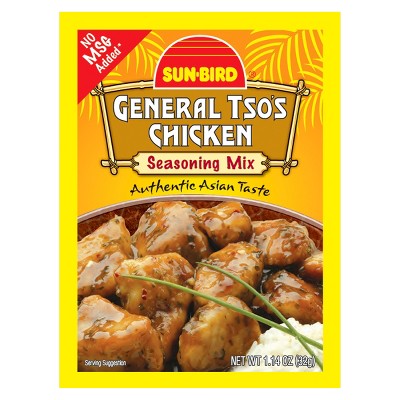 NO
MSG
Added*
SUN-BIRD®
GENERAL TSO'S
CHICKEN
Seasoning Mix
Authentic Asian Taste
Serving Suggestion
NET WT 1.14 OZ (32g)